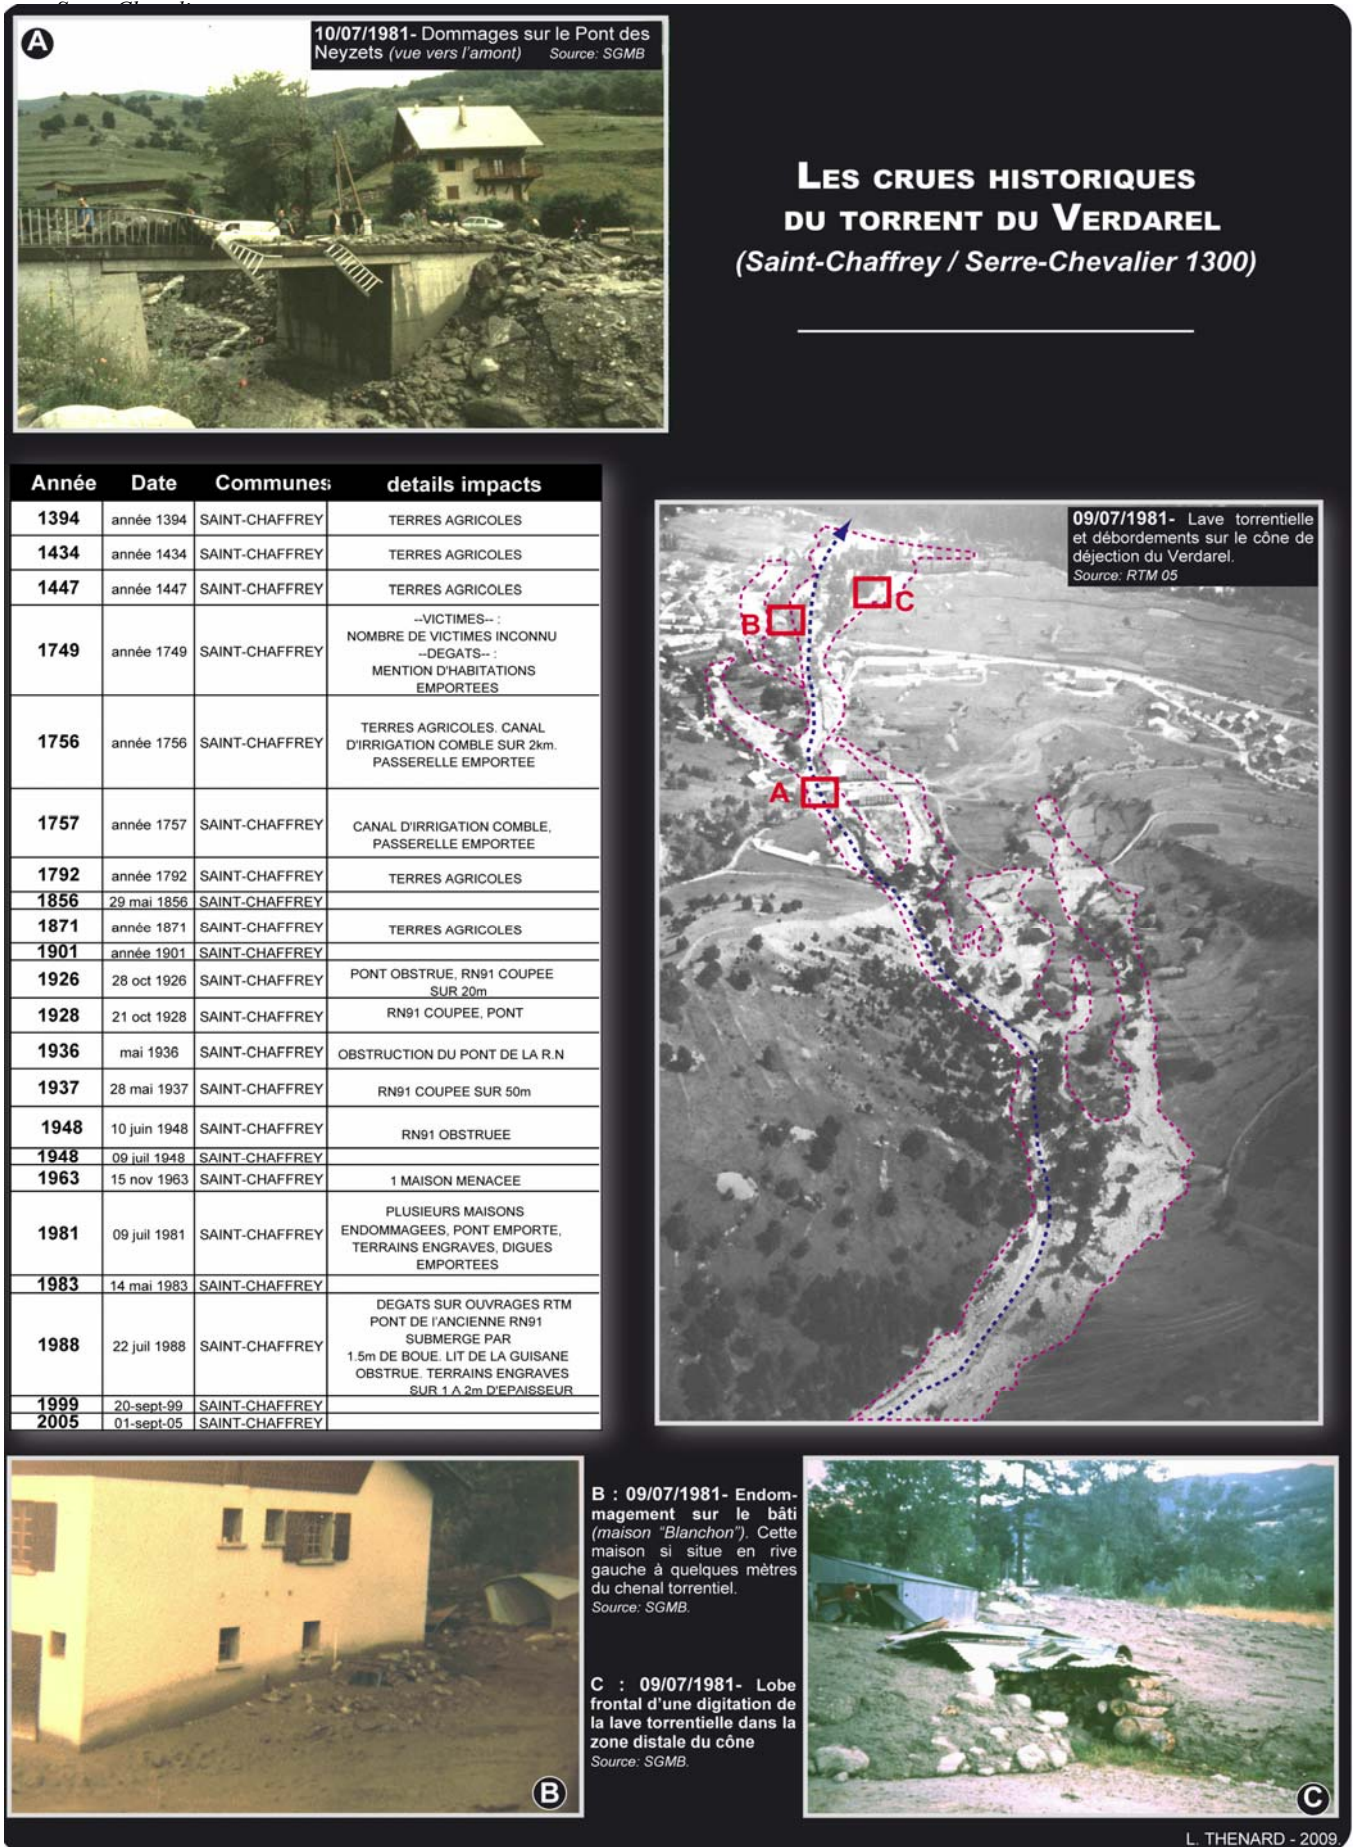 A
10/07/1981- Dommages sur le Pont des
Neyzets (vue vers l'amont) Source: SGMB
LES CRUES HISTORIQUES
DU TORRENT DU VERDAREL
(Saint-Chaffrey / Serre-Chevalier 1300)
Année Date Communes details impacts
1394 année 1394 SAINT-CHAFFREY TERRES AGRICOLES
1434 année 1434 SAINT-CHAFFREY TERRES AGRICOLES
1447 année 1447 SAINT-CHAFFREY TERRES AGRICOLES
1749 année 1749 SAINT-CHAFFREY --VICTIMES-- :
NOMBRE DE VICTIMES INCONNU
--DEGATS-- :
MENTION D'HABITATIONS
EMPORTEES
1756 année 1756 SAINT-CHAFFREY TERRES AGRICOLES. CANAL
D'IRRIGATION COMBLE SUR 2km.
PASSERELLE EMPORTEE
1757 année 1757 SAINT-CHAFFREY CANAL D'IRRIGATION COMBLE,
PASSERELLE EMPORTEE
1792 année 1792 SAINT-CHAFFREY TERRES AGRICOLES
1856 29 mai 1856 SAINT-CHAFFREY
1871 année 1871 SAINT-CHAFFREY TERRES AGRICOLES
1901 année 1901 SAINT-CHAFFREY
1926 28 oct 1926 SAINT-CHAFFREY PONT OBSTRUE, RN91 COUPEE
SUR 20m
1928 21 oct 1928 SAINT-CHAFFREY RN91 COUPEE, PONT
1936 mai 1936 SAINT-CHAFFREY OBSTRUCTION DU PONT DE LA R.N
1937 28 mai 1937 SAINT-CHAFFREY RN91 COUPEE SUR 50m
1948 10 juin 1948 SAINT-CHAFFREY RN91 OBSTRUEE
1948 09 juil 1948 SAINT-CHAFFREY
1963 15 nov 1963 SAINT-CHAFFREY 1 MAISON MENACEE
1981 09 juil 1981 SAINT-CHAFFREY PLUSIEURS MAISONS
ENDOMMAGEES, PONT EMPORTE,
TERRAINS ENGRAVES, DIGUES
EMPORTEES
1983 14 mai 1983 SAINT-CHAFFREY
1988 22 juil 1988 SAINT-CHAFFREY DEGATS SUR OUVRAGES RTM
PONT DE l'ANCIENNE RN91
SUBMERGE PAR
1.5m DE BOUE. LIT DE LA GUISANE
OBSTRUE. TERRAINS ENGRAVES
SUR 1 A 2m D'EPAISSEUR
1999 20-sept-99 SAINT-CHAFFREY
2005 01-sept-05 SAINT-CHAFFREY
09/07/1981- Lave torrentielle
et débordements sur le cône de
déjection du Verdarel.
Source: RTM 05
B
C
A
B : 09/07/1981- Endom-
magement sur le bâti
(maison "Blanchon"). Cette
maison si situe en rive
gauche à quelques mètres
du chenal torrentiel.
Source: SGMB.
C : 09/07/1981- Lobe
frontal d'une digitation de
la lave torrentielle dans la
zone distale du cône
Source: SGMB.
B
C
L. THENARD - 2009.